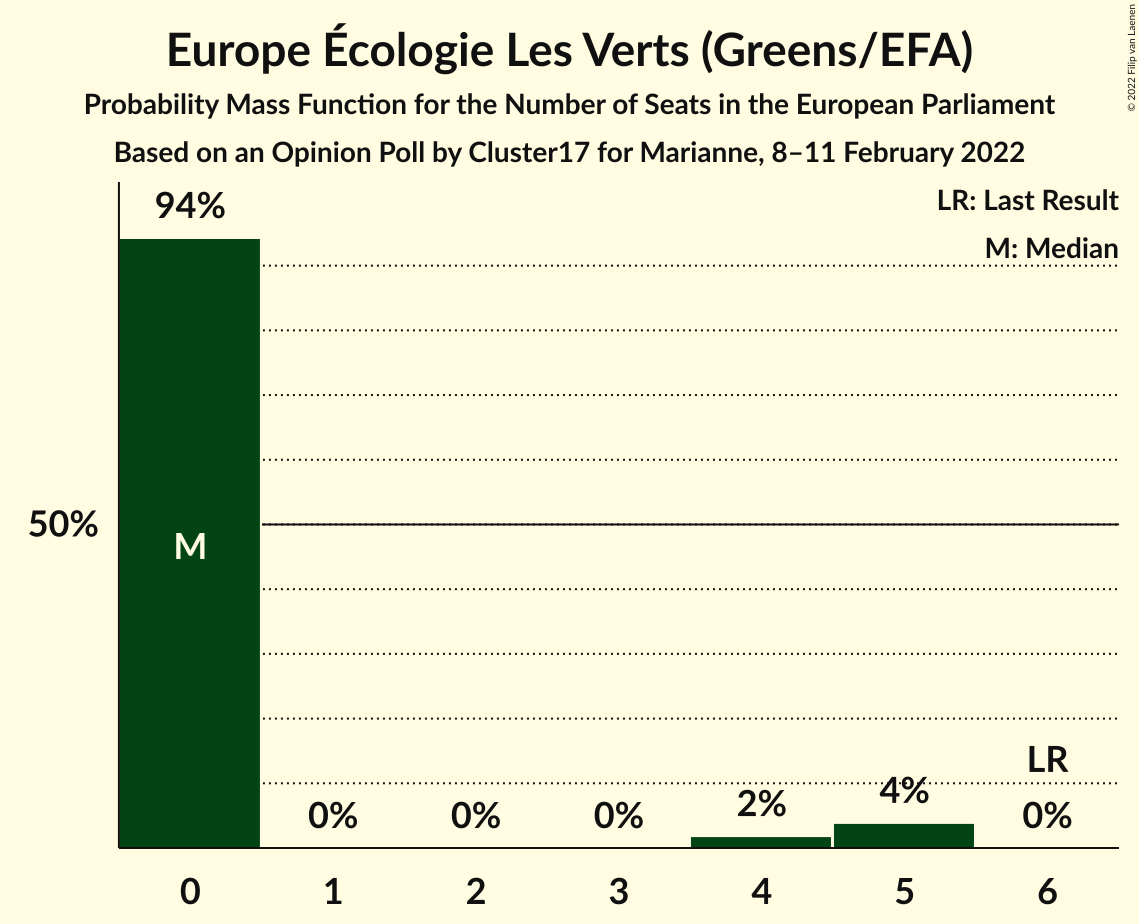 Europe Écologie Les Verts (Greens/EFA)
Probability Mass Function for the Number of Seats in the European Parliament
Based on an Opinion Poll by Cluster17 for Marianne, 8–11 February 2022
© 2022 Filip van Laenen
LR: Last Result
M: Median
94%
50%
M
LR
0%
0%
0%
2%
4%
0%
0
1
2
3
4
5
6